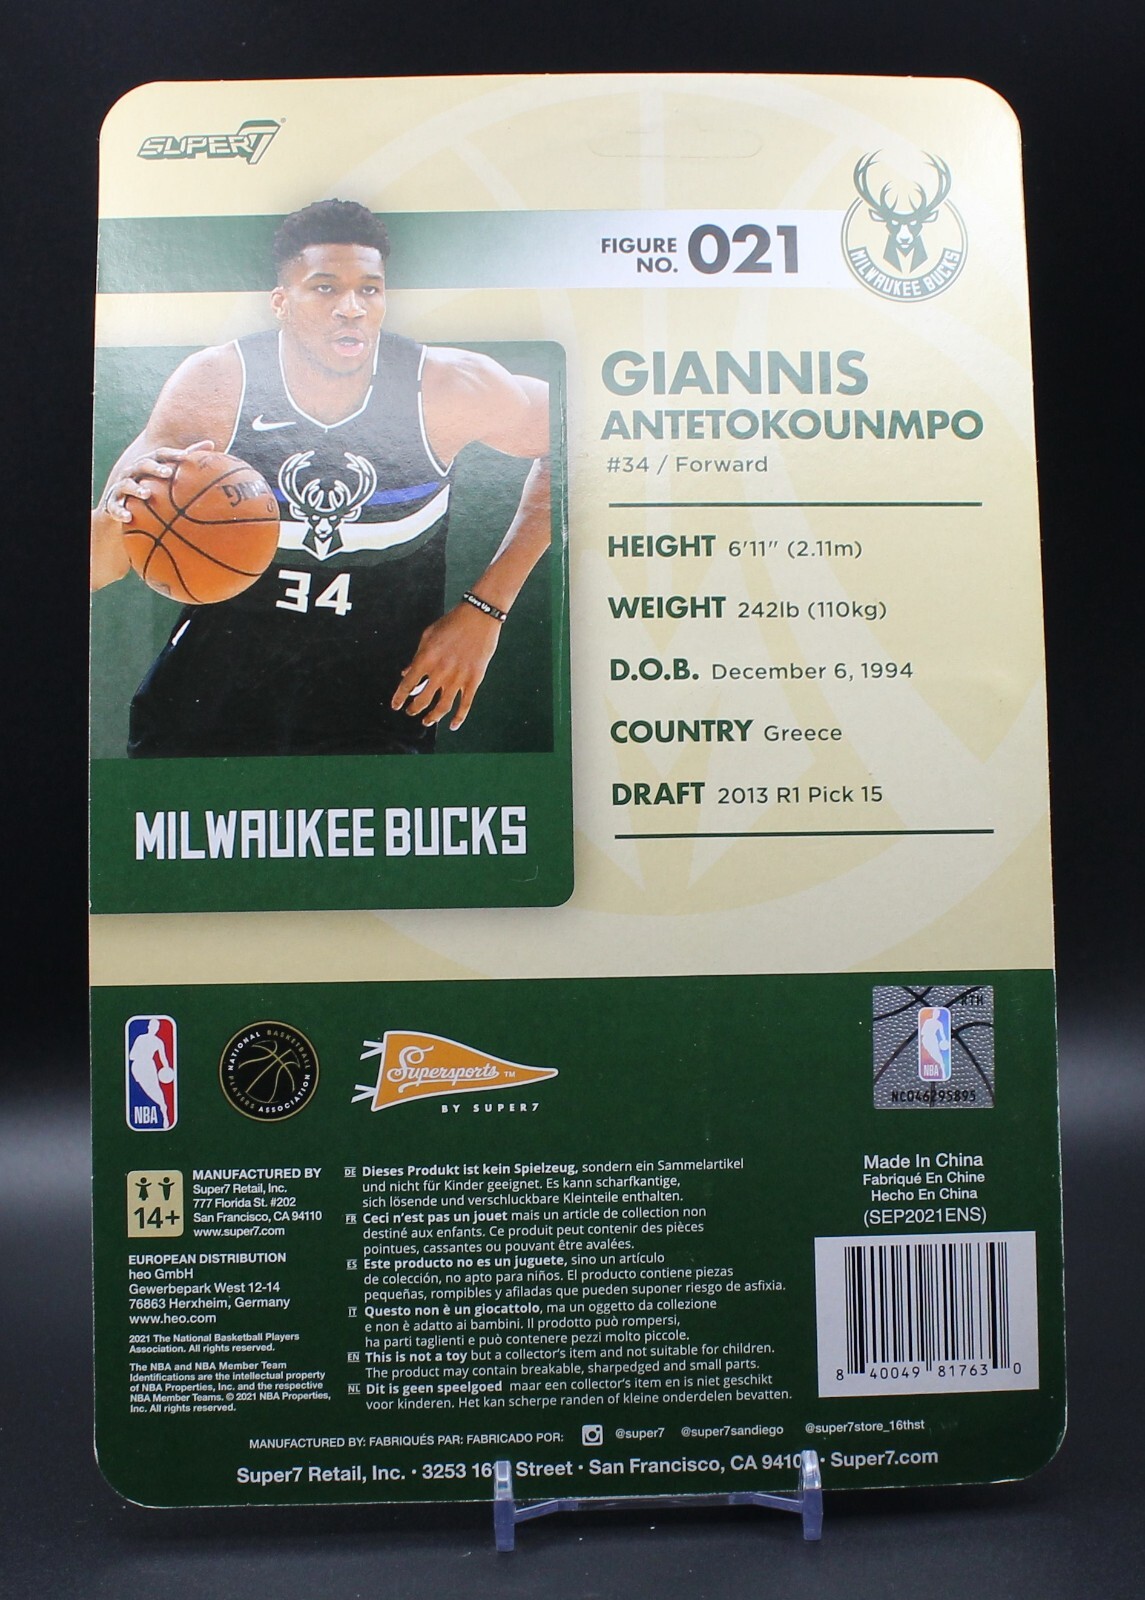 SUPER7
FIGURE
NO. 021
MILWAUKEE BUCKS
GIANNIS
ANTETOKOUNMPO
#34 / Forward
HEIGHT 6'11" (2.11m)
WEIGHT 242lb (110kg)
D.O.B. December 6, 1994
COUNTRY Greece
DRAFT 2013 R1 Pick 15
34
Give Up
MILWAUKEE BUCKS
NBA
NATIONAL BASKETBALL
PLAYERS ASSOCIATION
Supersports TM
BY SUPER7
NBA
NC046295895
14+
MANUFACTURED BY
Super7 Retail, Inc.
777 Florida St. #202
San Francisco, CA 94110
www.super7.com
EUROPEAN DISTRIBUTION
heo GmbH
Gewerbepark West 12-14
76863 Herxheim, Germany
www.heo.com
2021 The National Basketball Players
Association. All rights reserved.
The NBA and NBA Member Team
Identifications are the intellectual property
of NBA Properties, Inc. and the respective
NBA Member Teams. © 2021 NBA Properties,
Inc. All rights reserved.
DE Dieses Produkt ist kein Spielzeug, sondern ein Sammelartikel
und nicht für Kinder geeignet. Es kann scharfkantige,
sich lösende und verschluckbare Kleinteile enthalten.
FR Ceci n'est pas un jouet mais un article de collection non
destiné aux enfants. Ce produit peut contenir des pièces
pointues, cassantes ou pouvant être avalées.
ES Este producto no es un juguete, sino un artículo
de colección, no apto para niños. El producto contiene piezas
pequeñas, rompibles y afiladas que pueden suponer riesgo de asfixia.
IT Questo non è un giocattolo, ma un oggetto da collezione
e non è adatto ai bambini. Il prodotto può rompersi,
ha parti taglienti e può contenere pezzi molto piccole.
EN This is not a toy but a collector's item and not suitable for children.
The product may contain breakable, sharpedged and small parts.
NL Dit is geen speelgoed maar een collector's item en is niet geschikt
voor kinderen. Het kan scherpe randen of kleine onderdelen bevatten.
Made In China
Fabriqué En Chine
Hecho En China
(SEP2021ENS)
8 40049 81763 0
MANUFACTURED BY: FABRIQUÉS PAR: FABRICADO POR: @super7 @super7sandiego @super7store_16thst
Super7 Retail, Inc. • 3253 Street • San Francisco, CA • Super7.com